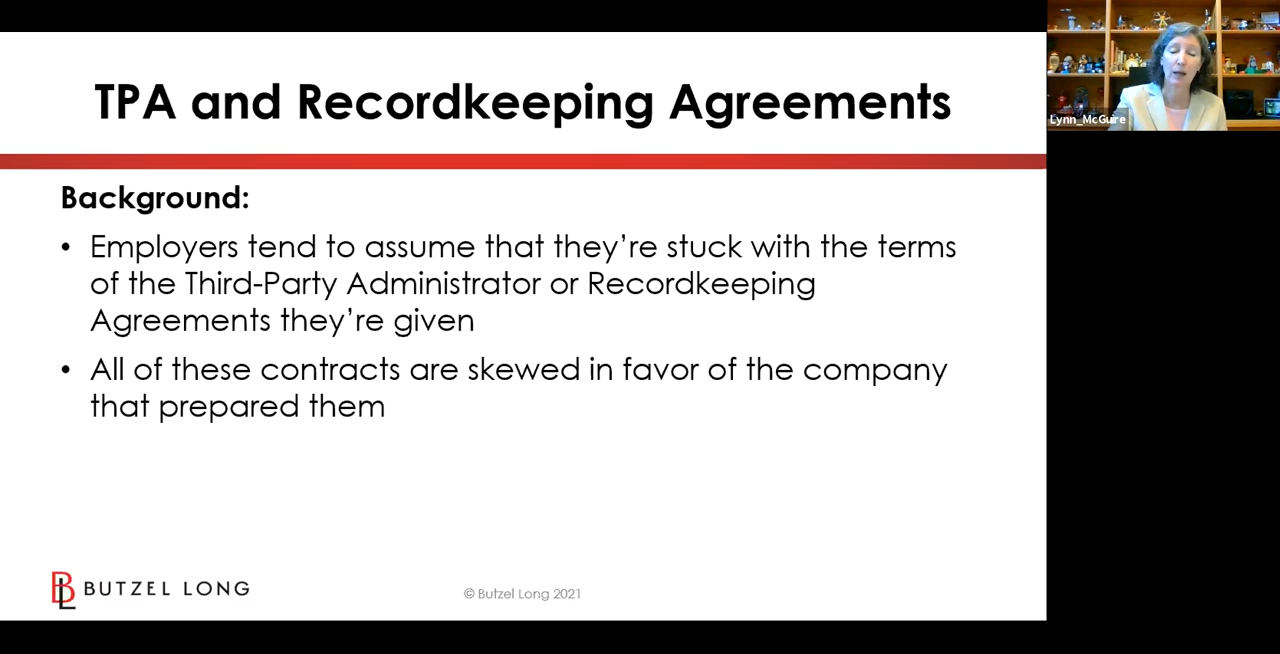 TPA and Recordkeeping Agreements
Lynn_McGuire
Background:
• Employers tend to assume that they’re stuck with the terms
of the Third-Party Administrator or Recordkeeping
Agreements they’re given
• All of these contracts are skewed in favor of the company
that prepared them
BL BUTZEL LONG
© Butzel Long 2021